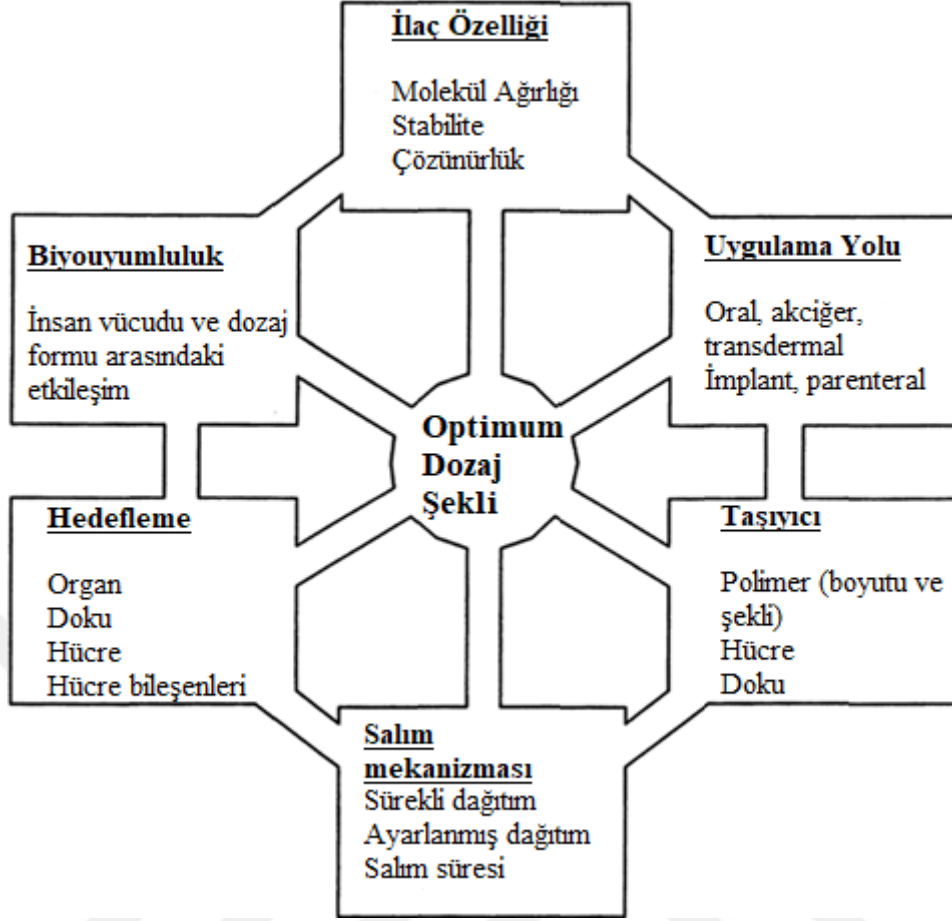 İlaç Özelliği
Molekül Ağırlığı
Stabilite
Çözünürlük
Biyouyumluluk
İnsan vücudu ve dozaj
formu arasındaki
etkileşim
Uygulama Yolu
Oral, akciğer,
transdermal
İmplant, parenteral
Optimum
Dozaj
Şekli
Hedefleme
Organ
Doku
Hücre
Hücre bileşenleri
Taşıyıcı
Polimer (boyutu ve
şekli)
Hücre
Doku
Salım
mekanizması
Sürekli dağıtım
Ayarlanmış dağıtım
Salım süresi